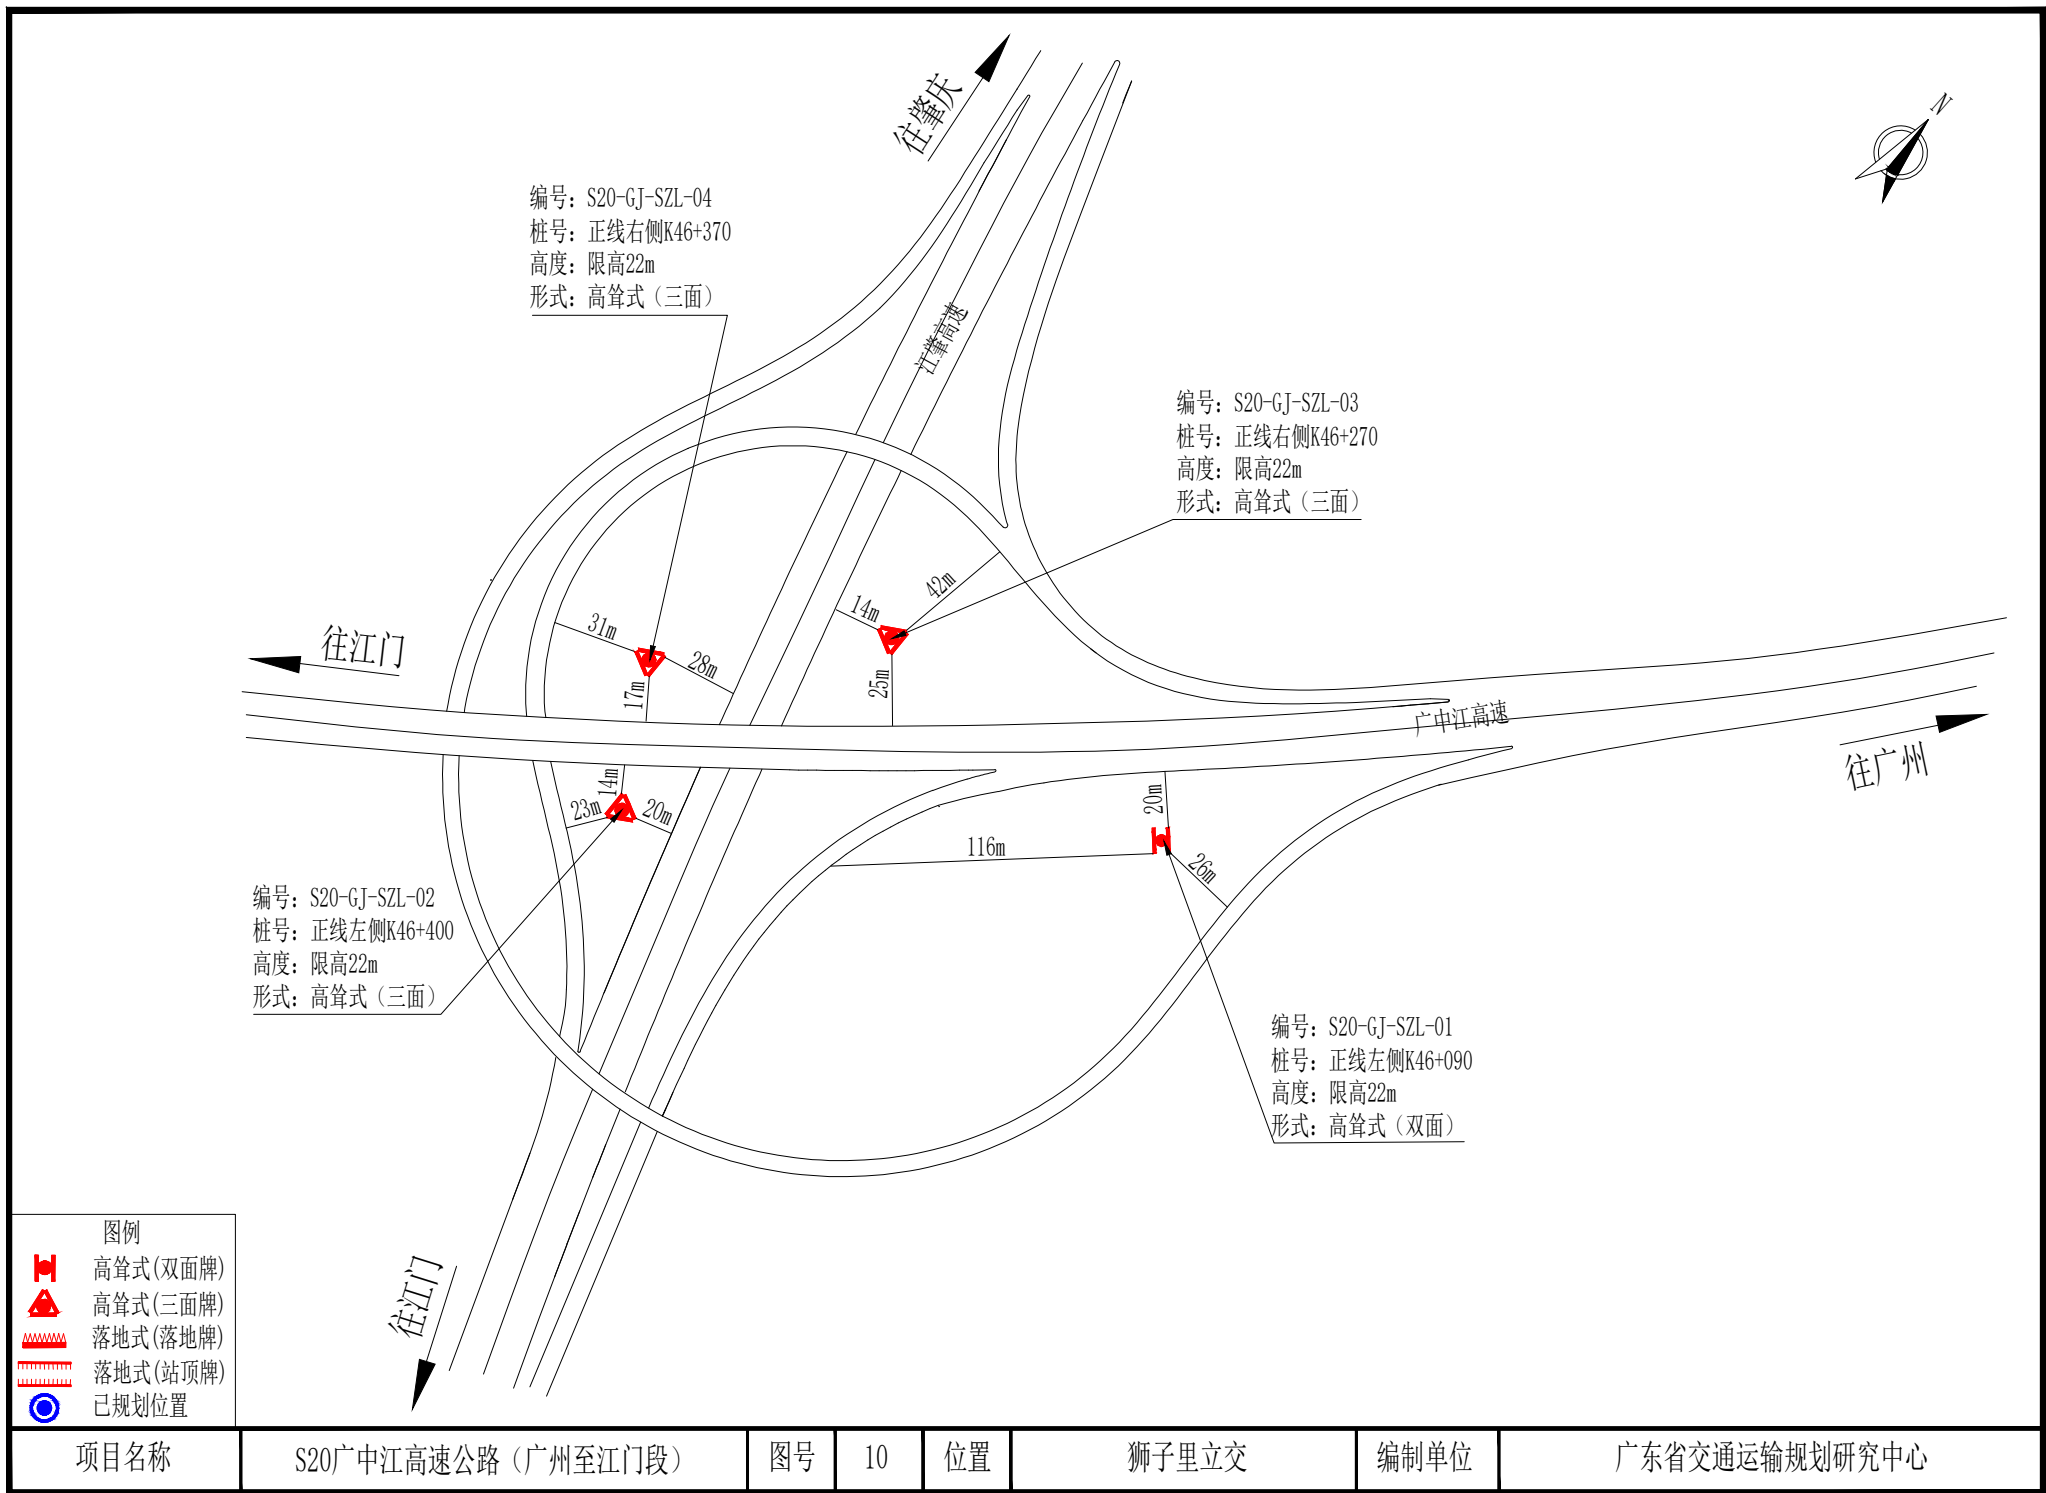 往肇庆
N
编号：S20-GJ-SZL-04
桩号：正线右侧K46+370
高度：限高22m
形式：高耸式（三面）
江肇高速
编号：S20-GJ-SZL-03
桩号：正线右侧K46+270
高度：限高22m
形式：高耸式（三面）
42m
14m
31m
28m
17m
25m
往江门
广中江高速
往广州
14m
23m
20m
20m
116m
26m
编号：S20-GJ-SZL-02
桩号：正线左侧K46+400
高度：限高22m
形式：高耸式（三面）
编号：S20-GJ-SZL-01
桩号：正线左侧K46+090
高度：限高22m
形式：高耸式（双面）
往江门
图例
高耸式(双面牌)
高耸式(三面牌)
落地式(落地牌)
落地式(站顶牌)
已规划位置
项目名称 S20广中江高速公路（广州至江门段） 图号 10 位置 狮子里立交 编制单位 广东省交通运输规划研究中心